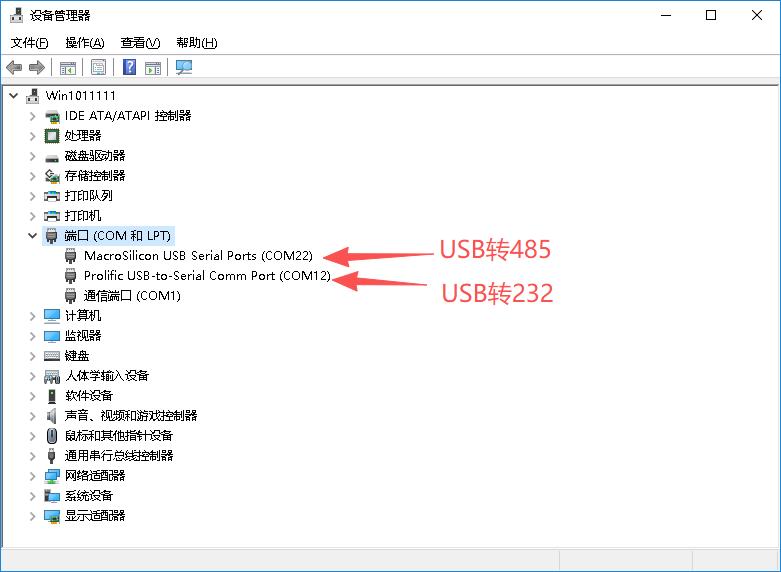 设备管理器
文件(F) 操作(A) 查看(V) 帮助(H)
Win1011111
IDE ATA/ATAPI 控制器
处理器
磁盘驱动器
存储控制器
打印队列
打印机
端口 (COM 和 LPT)
MacroSilicon USB Serial Ports (COM22) USB转485
Prolific USB-to-Serial Comm Port (COM12) USB转232
通信端口 (COM1)
计算机
监视器
键盘
人体学输入设备
软件设备
声音、视频和游戏控制器
鼠标和其他指针设备
通用串行总线控制器
网络适配器
系统设备
显示适配器